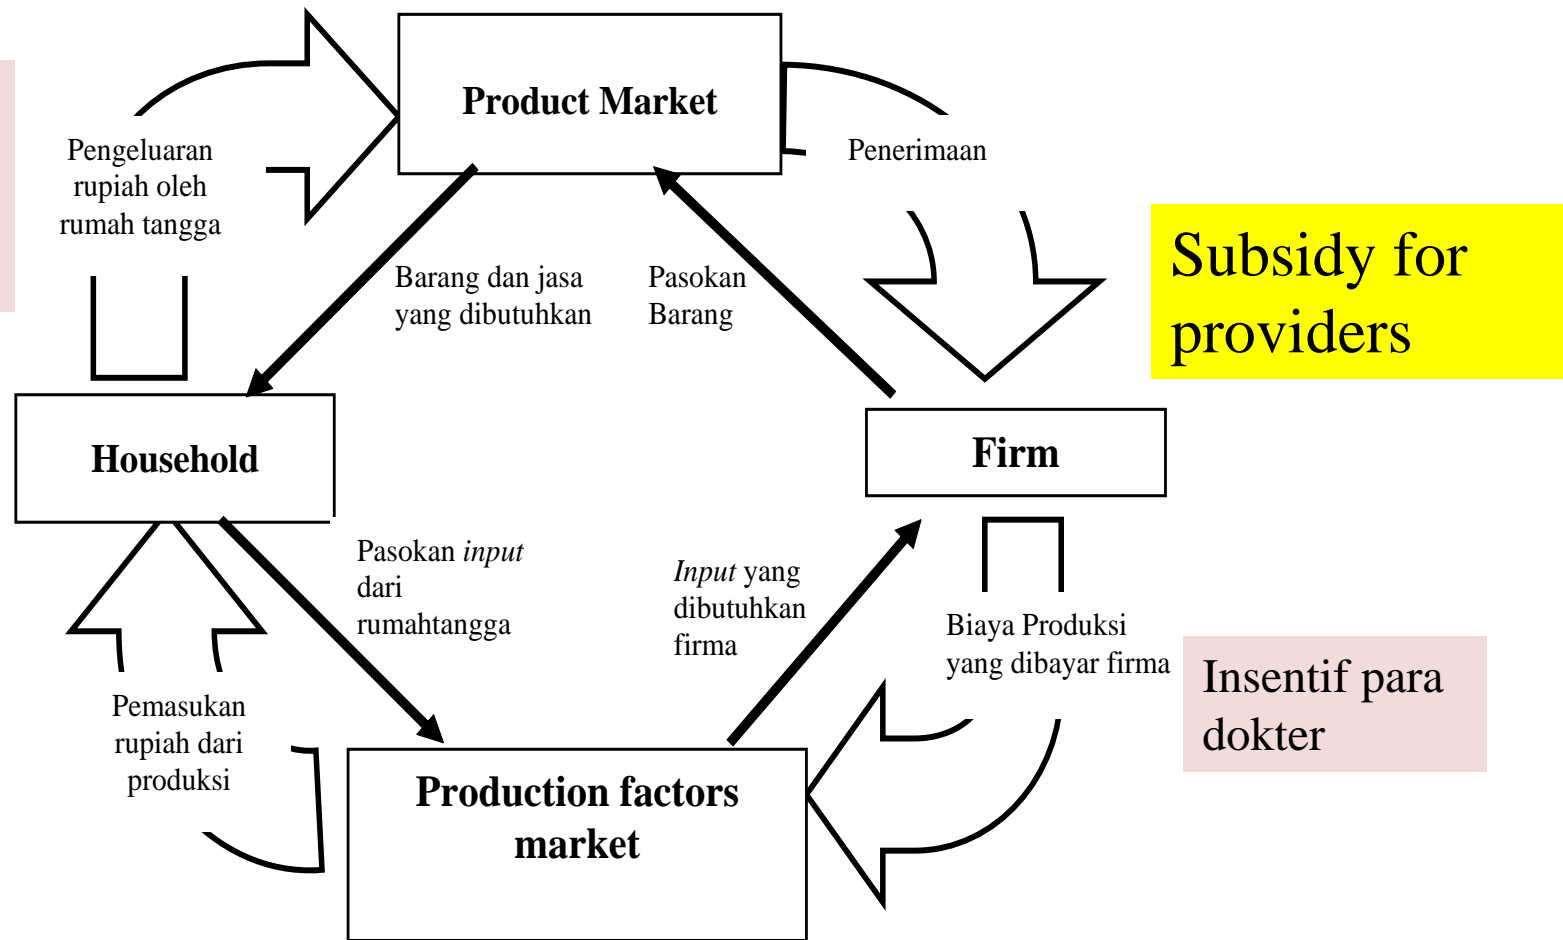 Product Market
Pengeluaran
rupiah oleh
rumah tangga
Penerimaan
Subsidy for
providers
Barang dan jasa
yang dibutuhkan
Pasokan
Barang
Household
Firm
Pasokan input
dari
rumahtangga
Input yang
dibutuhkan
firma
Biaya Produksi
yang dibayar firma
Insentif para
dokter
Pemasukan
rupiah dari
produksi
Production factors
market